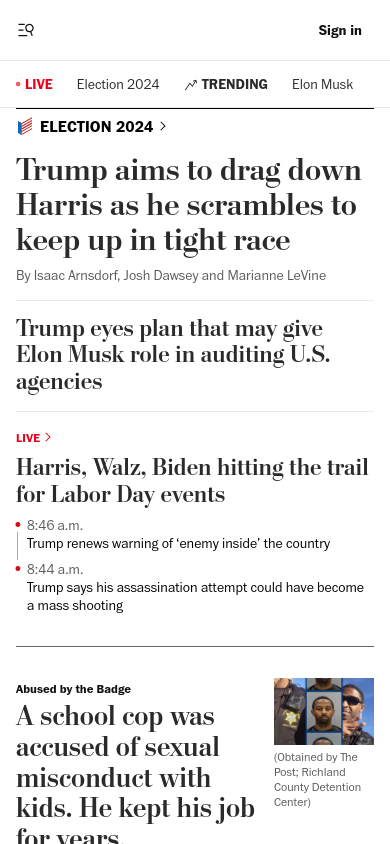 Sign in
LIVE Election 2024 TRENDING Elon Musk
ELECTION 2024
Trump aims to drag down
Harris as he scrambles to
keep up in tight race
By Isaac Arnsdorf, Josh Dawsey and Marianne LeVine
Trump eyes plan that may give
Elon Musk role in auditing U.S.
agencies
LIVE
Harris, Walz, Biden hitting the trail
for Labor Day events
8:46 a.m.
Trump renews warning of ‘enemy inside’ the country
8:44 a.m.
Trump says his assassination attempt could have become
a mass shooting
Abused by the Badge
A school cop was
accused of sexual
misconduct with
kids. He kept his job
for years.
(Obtained by The
Post; Richland
County Detention
Center)